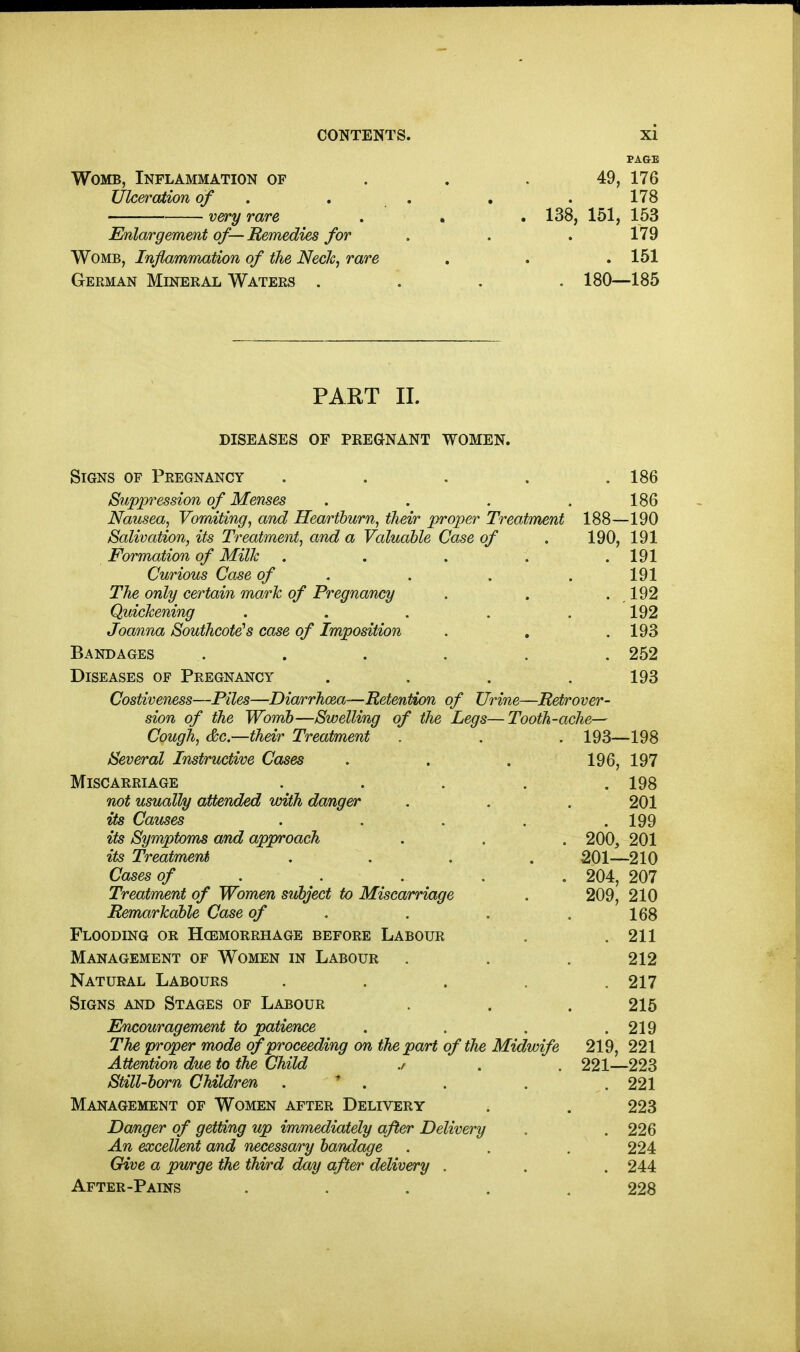 CONTENTS. xi
PAGE
Womb, Inflammation of . . . 49, 176
Ulceration of . . . . . 178
——— very rare . . . 138, 151, 153
Enlargement of—Remedies for . . . 179
Womb, Inflammation of the Neck, rare . . . 151
German Mineral Waters . . . . 180—185
PART II.
DISEASES OF PREGNANT WOMEN.
Signs of Pregnancy . . . . . 186
Suppression of Menses . . . . 186
Nausea, Vomiting, and Heartburn, their proper Treatment 188—190
Salivation, its Treatment, and a Valuable Case of . 190, 191
Formation of Milk . . . . . 191
Curious Case of . . . . 191
The only certain mark of Pregnancy . . . 192
Quickening . . . . . 192
Joanna Southcote's case of Imposition . . . 193
Bandages . . . . . . 252
Diseases of Pregnancy . . . . 193
Costiveness—Piles—Diarrhœa—Retention of Urine—Retrover-
sion of the Womb—Swelling of the Legs—Tooth-ache—
Cough, &c.—their Treatment . . . 193—198
Several Instructive Cases . . . 196, 197
Miscarriage . . . . . 198
not usually attended with danger . . . 201
its Causes . . . . . 199
its Symptoms and approach . . . 200, 201
its Treatment . . . . 201—210
Cases of . . . . . 204, 207
Treatment of Women subject to Miscarriage . 209, 210
Remarkable Case of . . . . 168
Flooding or Hœmorrhage before Labour . . 211
Management of Women in Labour . . . 212
Natural Labours . . . . . 217
Signs and Stages of Labour . . . 215
Encouragement to patience . . . . 219
The proper mode of proceeding on the part of the Midwife 219, 221
Attention due to the Child . . . 221—223
Still-born Children . . . . . 221
Management of Women after Delivery . . 223
Danger of getting up immediately after Delivery . . 226
An excellent and necessary bandage . . . 224
Give a purge the third day after delivery . . . 244
After-Pains . . . . . 228